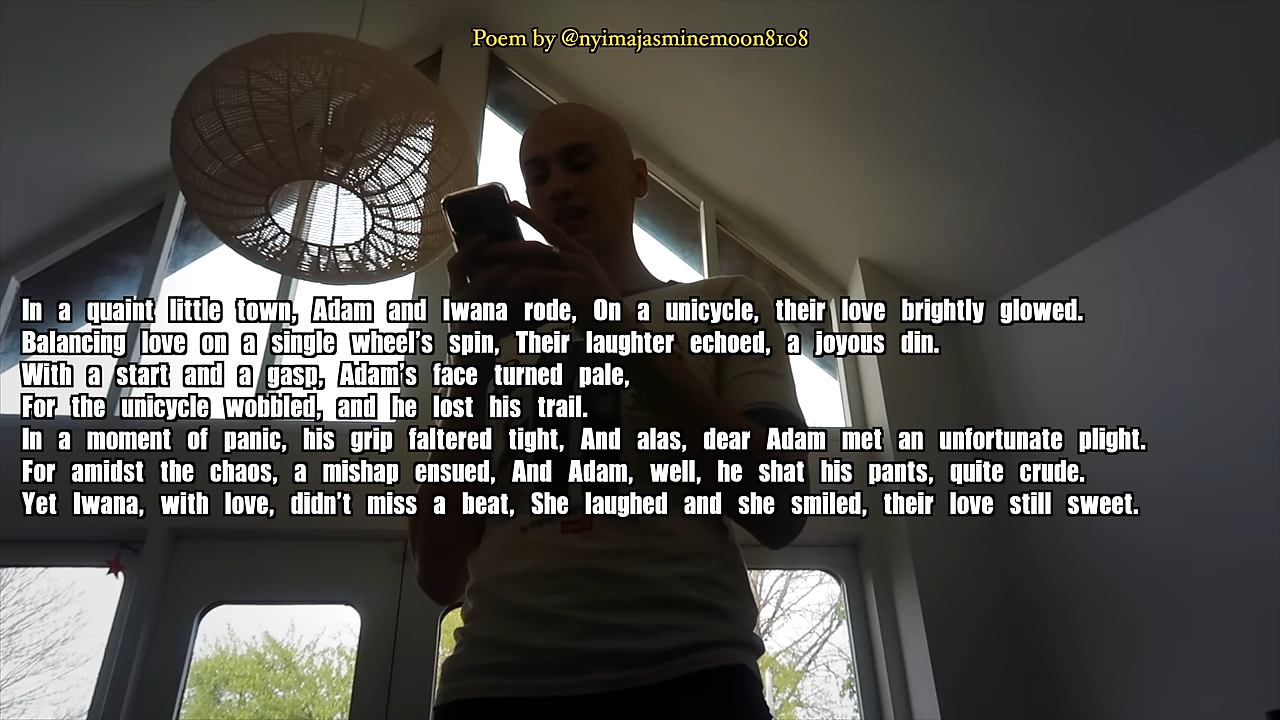 Poem by @nyimajasminemoon8108
In a quaint little town, Adam and Iwana rode, On a unicycle, their love brightly glowed.
Balancing love on a single wheel's spin, Their laughter echoed, a joyous din.
With a start and a gasp, Adam's face turned pale,
For the unicycle wobbled, and he lost his trail.
In a moment of panic, his grip faltered tight, And alas, dear Adam met an unfortunate plight.
For amidst the chaos, a mishap ensued, And Adam, well, he shat his pants, quite crude.
Yet Iwana, with love, didn't miss a beat, She laughed and she smiled, their love still sweet.